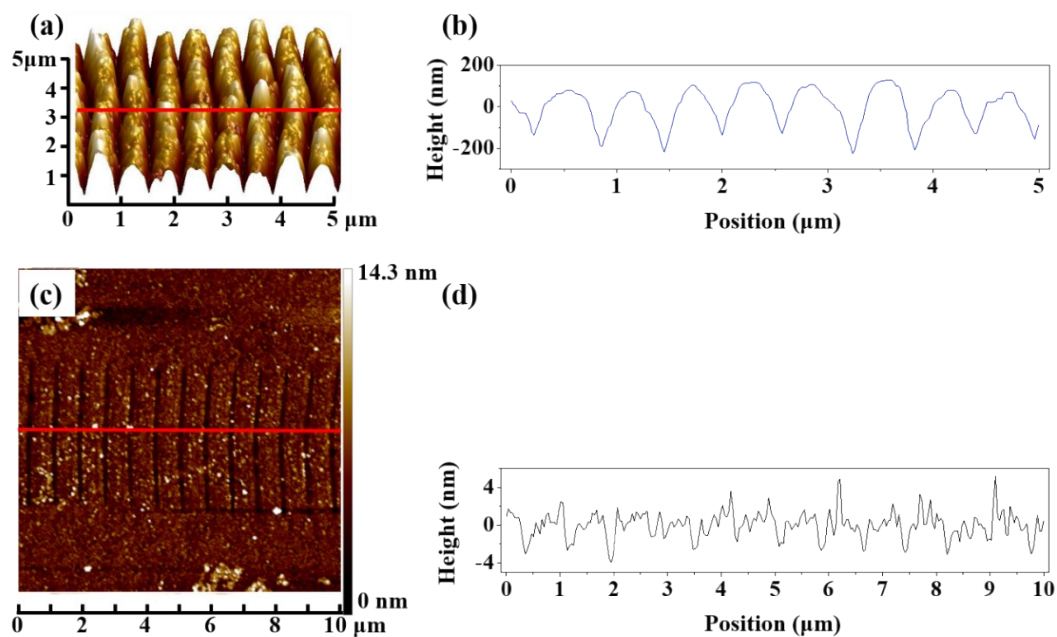 (a)
5μm
4
3
2
1
0 1 2 3 4 5 μm
(b)
Height (nm)
200
0
-200
0 1 2 3 4 5
Position (μm)
(c)
14.3 nm
0 nm
0 2 4 6 8 10 μm
(d)
Height (nm)
4
0
-4
0 1 2 3 4 5 6 7 8 9 10
Position (μm)